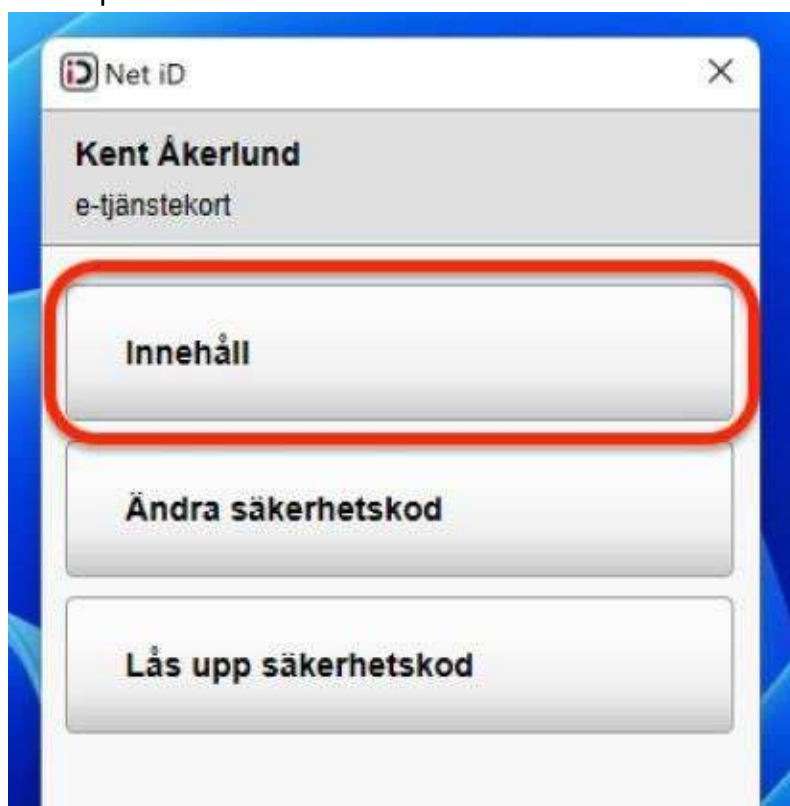 Net iD
Kent Åkerlund
e-tjänstekort
Innehåll
Ändra säkerhetskod
Lås upp säkerhetskod